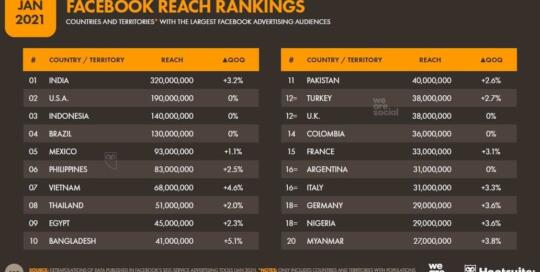 JAN
2021
FACEBOOK REACH RANKINGS
COUNTRIES AND TERRITORIES* WITH THE LARGEST FACEBOOK ADVERTISING AUDIENCES
# COUNTRY / TERRITORY REACH ▲QOQ
01 INDIA 320,000,000 +3.2%
02 U.S.A. 190,000,000 0%
03 INDONESIA 140,000,000 0%
04 BRAZIL 130,000,000 0%
05 MEXICO 93,000,000 +1.1%
06 PHILIPPINES 83,000,000 +2.5%
07 VIETNAM 68,000,000 +4.6%
08 THAILAND 51,000,000 +2.0%
09 EGYPT 45,000,000 +2.3%
10 BANGLADESH 41,000,000 +5.1%
# COUNTRY / TERRITORY REACH ▲QOQ
11 PAKISTAN 40,000,000 +2.6%
12= TURKEY 38,000,000 +2.7%
12= U.K. 38,000,000 0%
14 COLOMBIA 36,000,000 0%
15 FRANCE 33,000,000 +3.1%
16= ARGENTINA 31,000,000 0%
16= ITALY 31,000,000 +3.3%
18= GERMANY 29,000,000 +3.6%
18= NIGERIA 29,000,000 +3.6%
20 MYANMAR 27,000,000 +3.8%
we
are
social
SOURCE: EXTRAPOLATIONS OF DATA PUBLISHED IN FACEBOOK'S SELF-SERVICE ADVERTISING TOOLS (JAN 2021). *NOTES: ONLY INCLUDES COUNTRIES AND TERRITORIES WITH POPULATIONS
we
are
Hootsuite